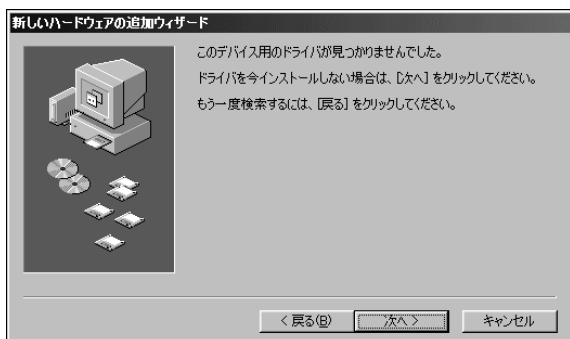 新しいハードウェアの追加ウィザード
このデバイス用のドライバが見つかりませんでした。
ドライバを今インストールしない場合は、[次へ] をクリックしてください。
もう一度検索するには、[戻る] をクリックしてください。
< 戻る(B) 次へ > キャンセル